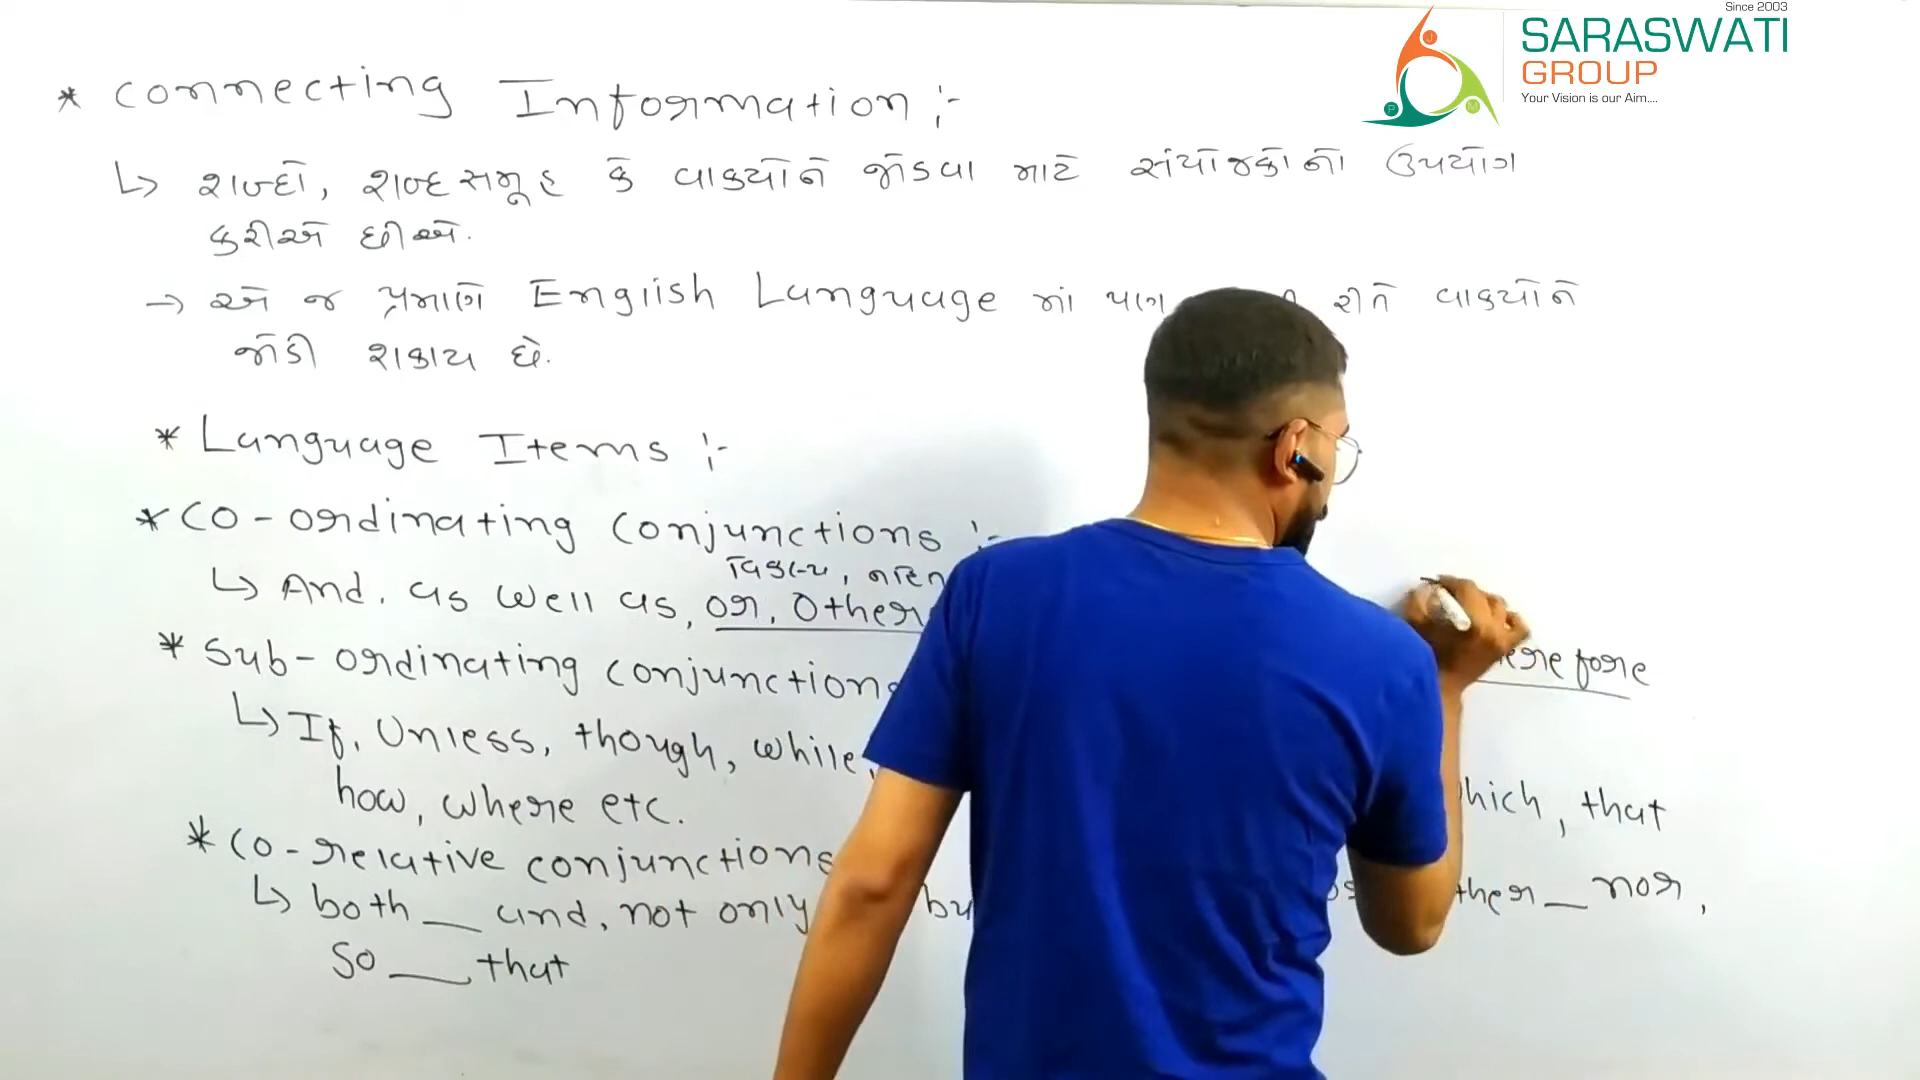 Since 2003
SARASWATI
GROUP
Your Vision is our Aim....
* Connecting Information :-
↳ શબ્દો, શબ્દસમૂહ કે વાક્યોને જોડવા માટે સંયોજકોનો ઉપયોગ
કરીએ છીએ.
→ એ જ પ્રમાણે English Language માં પણ રીતે વાક્યોને
જોડી શકાય છે.
* Language Items :-
* Co-ordinating Conjunctions :-
વિકલ્પ,
↳ And, as well as, or, Other
* Sub-ordinating conjunctions
↳ If, Unless, though, while,
how, where etc.
which, that
* Co-relative conjunctions
↳ both __ and, not only
nor,
so __ that